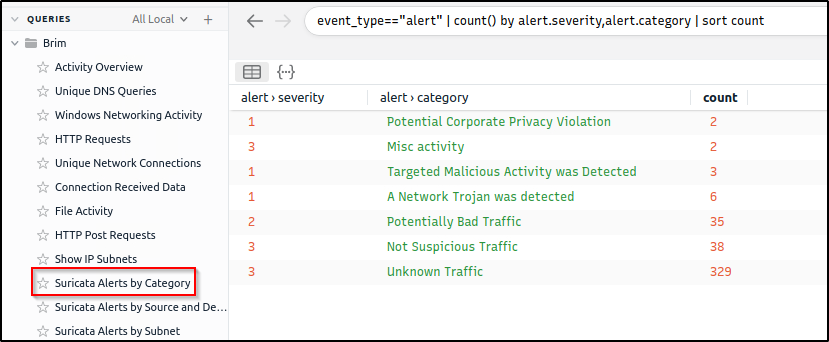 QUERIES All Local +
Brim
Activity Overview
Unique DNS Queries
Windows Networking Activity
HTTP Requests
Unique Network Connections
Connection Received Data
File Activity
HTTP Post Requests
Show IP Subnets
Suricata Alerts by Category
Suricata Alerts by Source and De...
Suricata Alerts by Subnet
event_type=="alert" | count() by alert.severity,alert.category | sort count
{···}
alert › severity alert › category count
1 Potential Corporate Privacy Violation 2
3 Misc activity 2
1 Targeted Malicious Activity was Detected 3
1 A Network Trojan was detected 6
2 Potentially Bad Traffic 35
3 Not Suspicious Traffic 38
3 Unknown Traffic 329